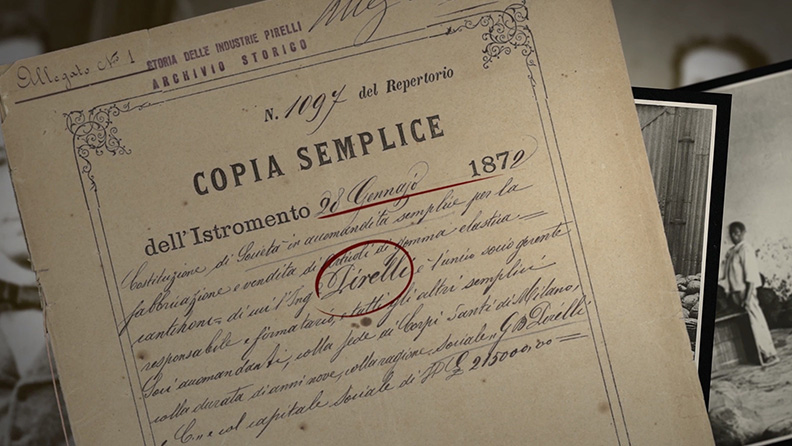 Allegato Nº 1
STORIA DELLE INDUSTRIE PIRELLI
ARCHIVIO STORICO
N. 1097 del Repertorio
COPIA SEMPLICE
dell'Istromento 28 Gennajo 1872
Costituzione di Società in accomandita semplice per la
fabbricazione e vendita di articoli di gomma elastica
di cui l'Ing Pirelli è l'unico socio gerente
responsabile e firmatario, e tutti gli altri semplici
Soci accomandanti, colla sede ai Corpi Santi di Milano,
colla durata di anni nove, colla ragione sociale G B Pirelli
e C. e col capitale sociale di 215000.00